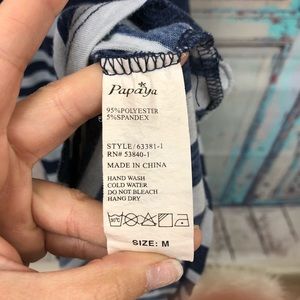 Papaya
95%POLYESTIR
5%SPANDEX
STYLE/63381-1
RN# 53840-1
MADE IN CHINA
HAND WASH
COLD WATER
DO NOT BLEACH
HANG DRY
SIZE: M